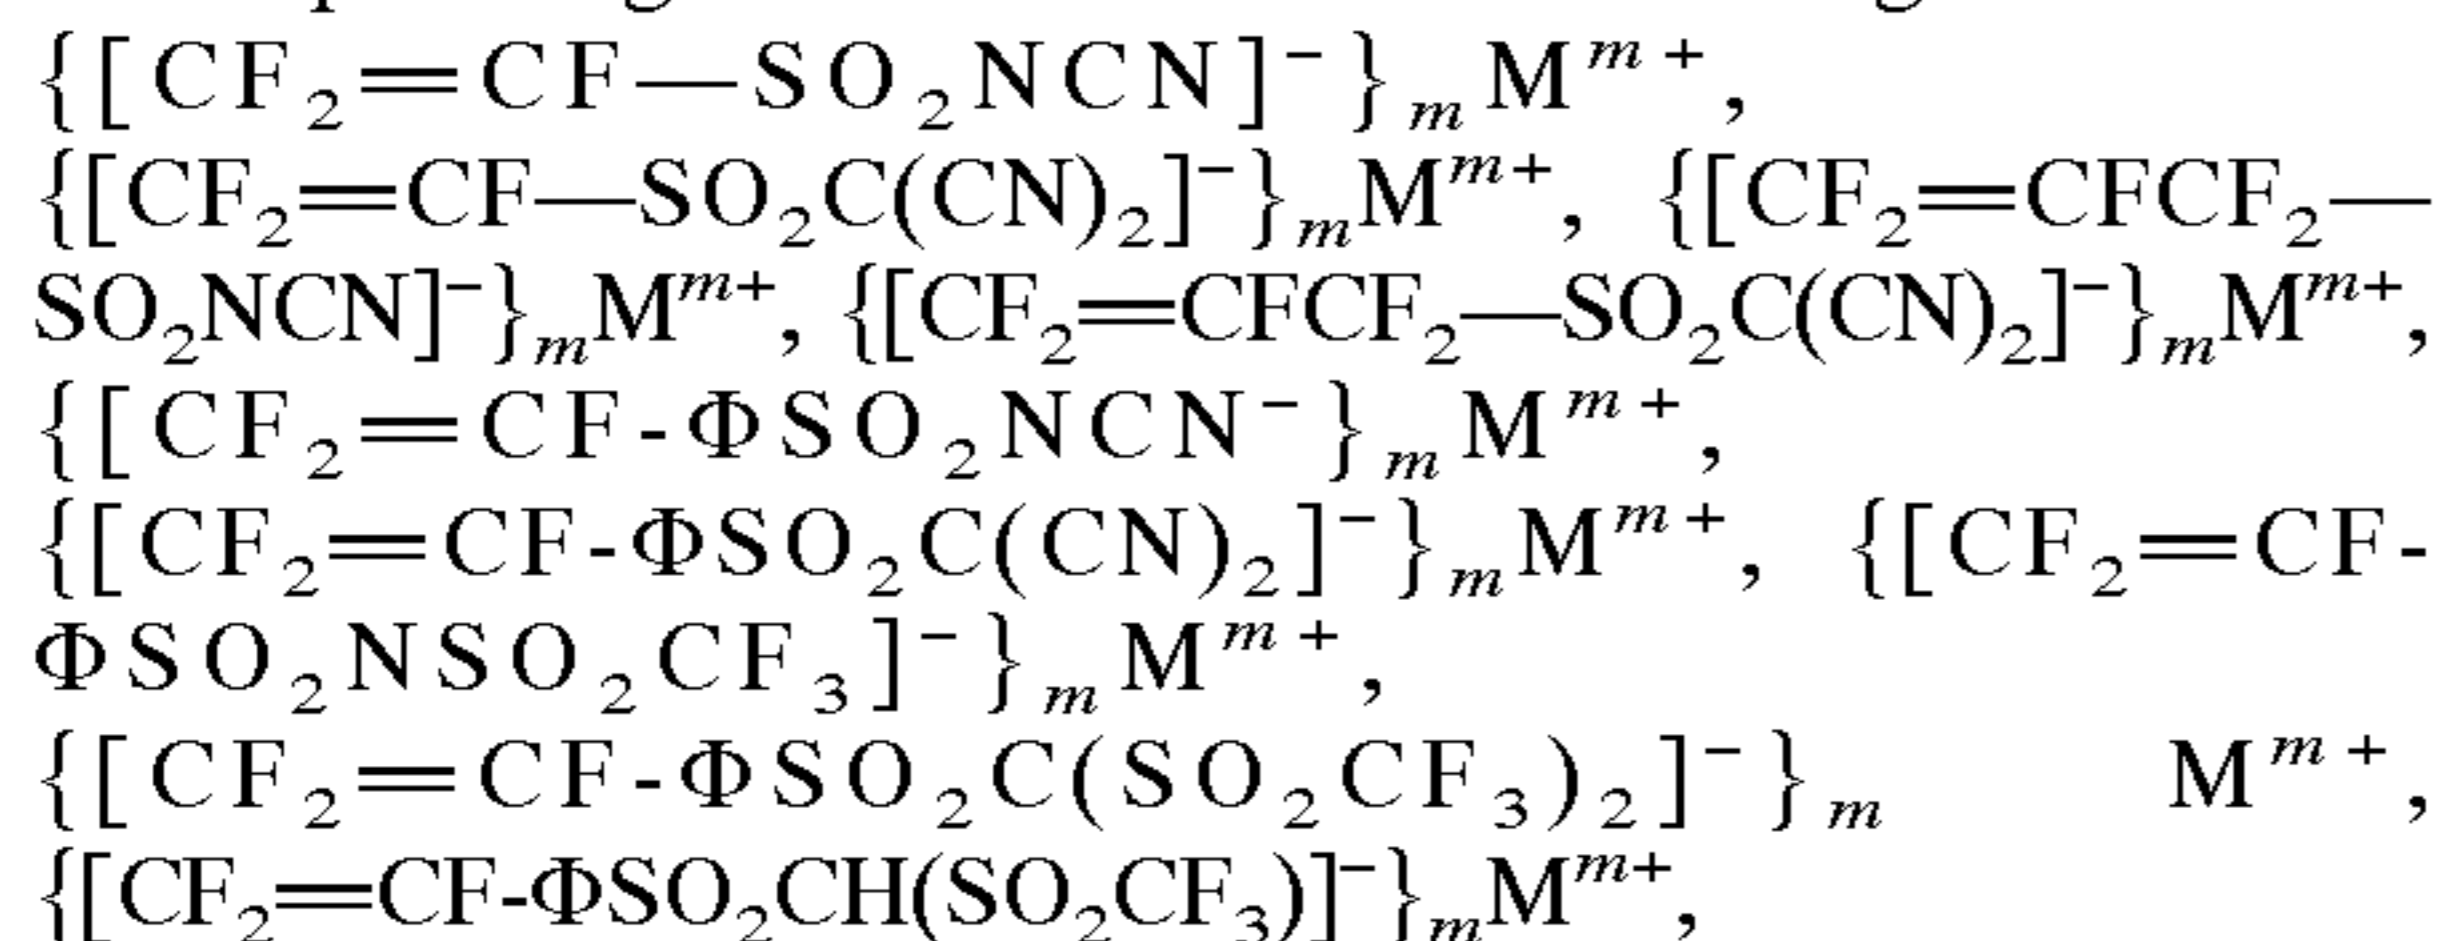 {[CF₂═CF—SO₂NCN]⁻}ₘMᵐ⁺,
{[CF₂═CF—SO₂C(CN)₂]⁻}ₘMᵐ⁺, {[CF₂═CFCF₂—
SO₂NCN]⁻}ₘMᵐ⁺, {[CF₂═CFCF₂—SO₂C(CN)₂]⁻}ₘMᵐ⁺,
{[CF₂═CF-ΦSO₂NCN⁻}ₘMᵐ⁺,
{[CF₂═CF-ΦSO₂C(CN)₂]⁻}ₘMᵐ⁺, {[CF₂═CF-
ΦSO₂NSO₂CF₃]⁻}ₘMᵐ⁺,
{[CF₂═CF-ΦSO₂C(SO₂CF₃)₂]⁻}ₘ Mᵐ⁺,
{[CF₂═CF-ΦSO₂CH(SO₂CF₃)]⁻}ₘMᵐ⁺,